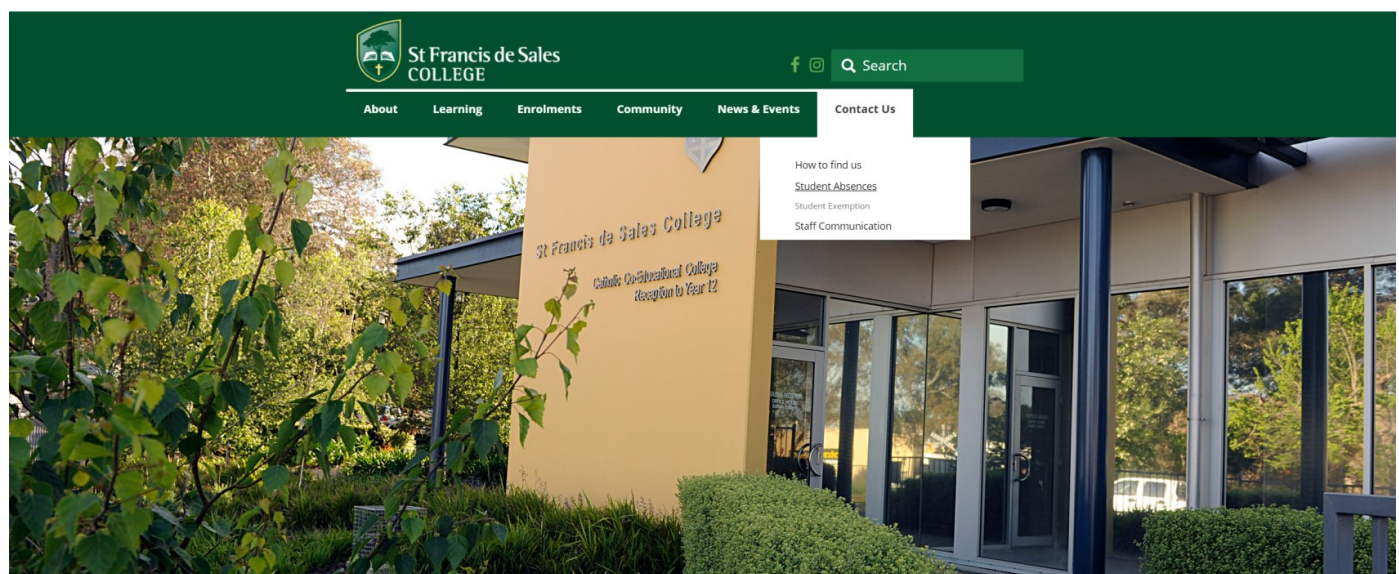 St Francis de Sales
COLLEGE
Search
About Learning Enrolments Community News & Events Contact Us
How to find us
Student Absences
Student Exemption
Staff Communication
St Francis de Sales College
Catholic Co-Educational College
Reception to Year 12